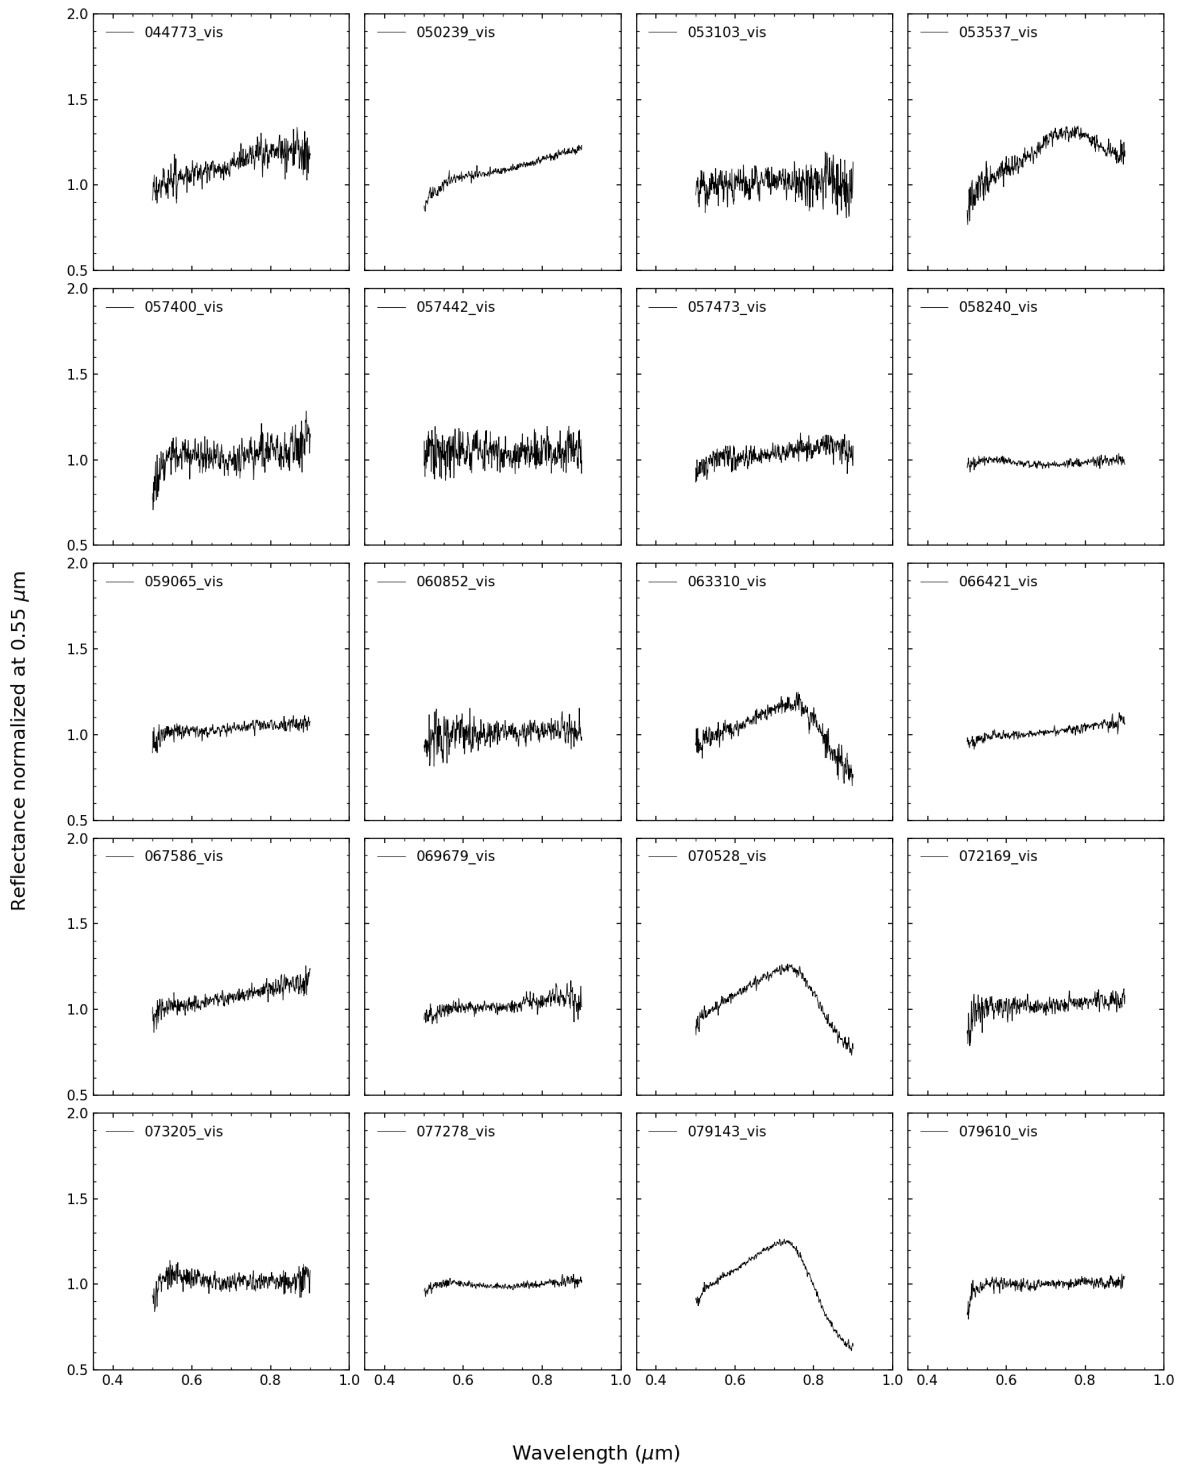 2.0
1.5
1.0
0.5
044773_vis
050239_vis
053103_vis
053537_vis
2.0
1.5
1.0
0.5
057400_vis
057442_vis
057473_vis
058240_vis
2.0
1.5
1.0
0.5
059065_vis
060852_vis
063310_vis
066421_vis
2.0
1.5
1.0
0.5
067586_vis
069679_vis
070528_vis
072169_vis
2.0
1.5
1.0
0.5
073205_vis
077278_vis
079143_vis
079610_vis
0.4 0.6 0.8 1.0 0.4 0.6 0.8 1.0 0.4 0.6 0.8 1.0 0.4 0.6 0.8 1.0
Reflectance normalized at 0.55 μm
Wavelength (μm)